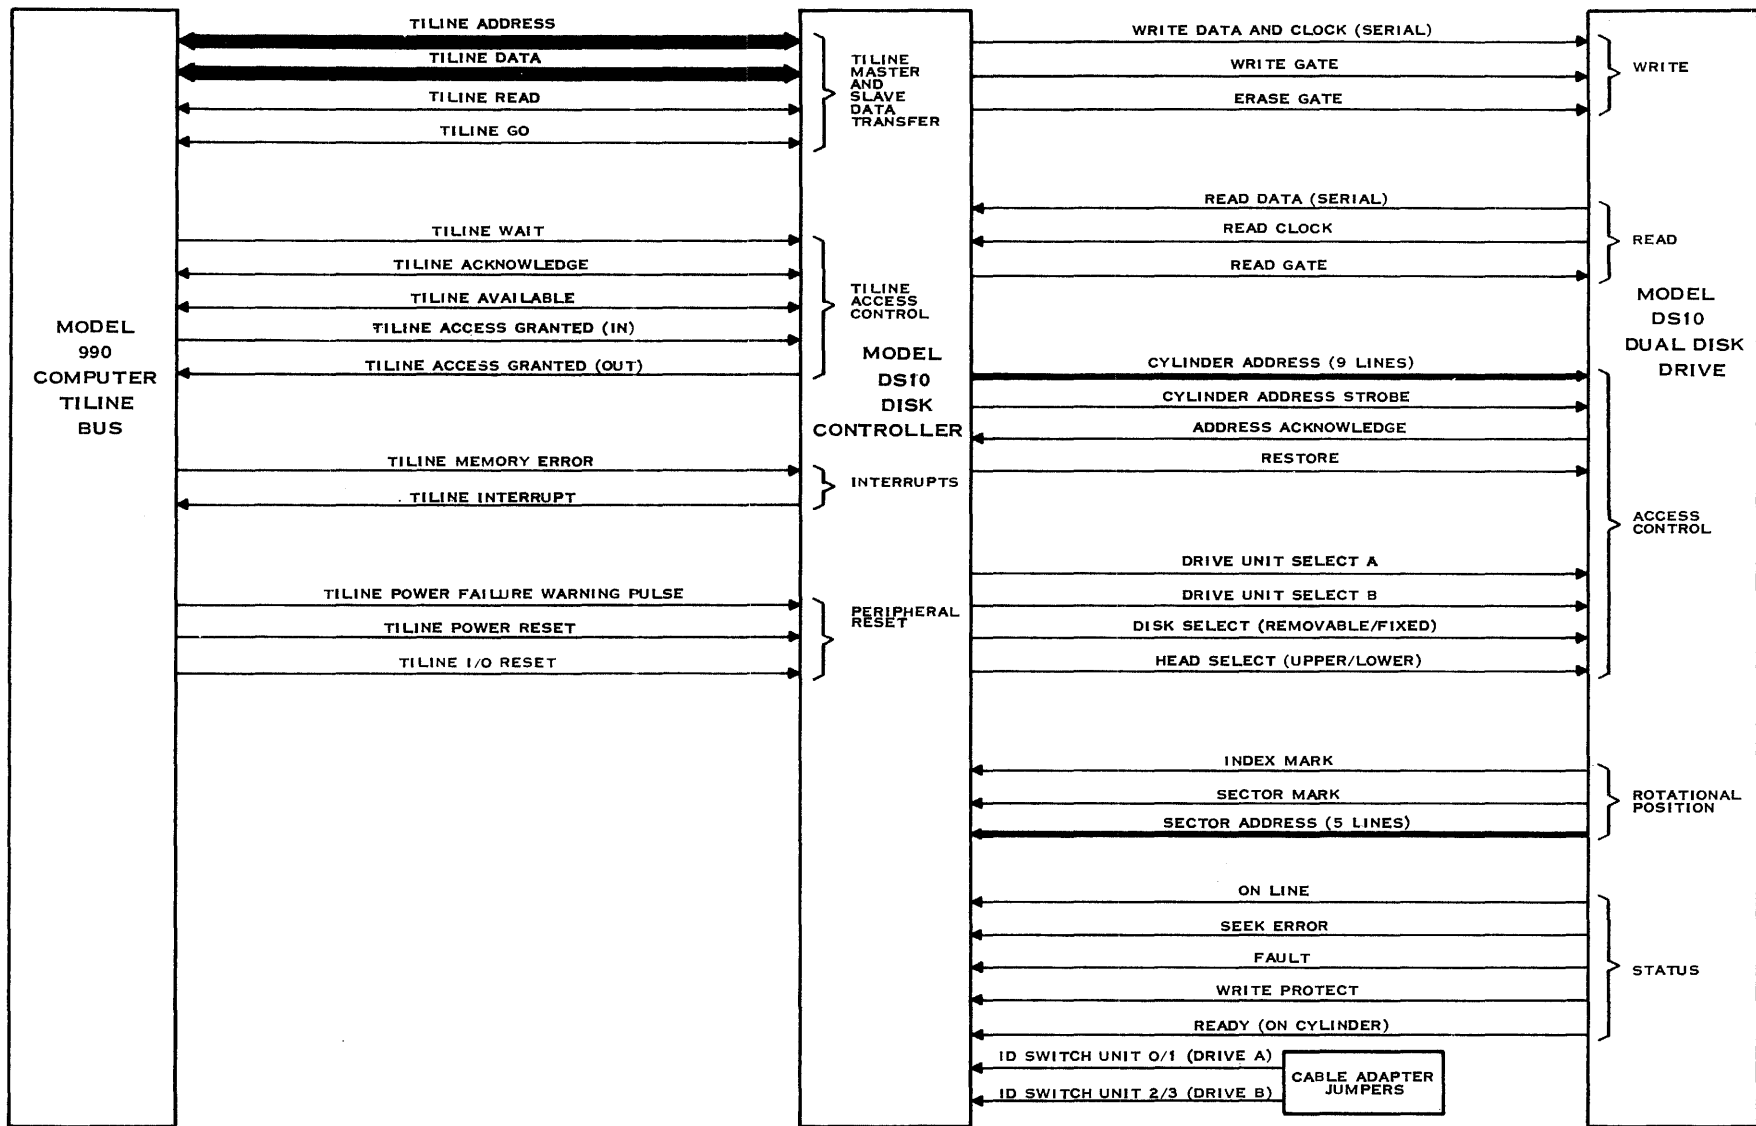 TILINE ADDRESS
TILINE DATA
TILINE READ
TILINE GO
TILINE
MASTER
AND
SLAVE
DATA
TRANSFER
TILINE WAIT
TILINE ACKNOWLEDGE
TILINE AVAILABLE
TILINE ACCESS GRANTED (IN)
TILINE ACCESS GRANTED (OUT)
TILINE
ACCESS
CONTROL
MODEL
990
COMPUTER
TILINE
BUS
TILINE MEMORY ERROR
TILINE INTERRUPT
INTERRUPTS
TILINE POWER FAILURE WARNING PULSE
TILINE POWER RESET
TILINE I/O RESET
PERIPHERAL
RESET
MODEL
DS10
DISK
CONTROLLER
WRITE DATA AND CLOCK (SERIAL)
WRITE GATE
ERASE GATE
WRITE
READ DATA (SERIAL)
READ CLOCK
READ GATE
READ
MODEL
DS10
DUAL DISK
DRIVE
CYLINDER ADDRESS (9 LINES)
CYLINDER ADDRESS STROBE
ADDRESS ACKNOWLEDGE
RESTORE
DRIVE UNIT SELECT A
DRIVE UNIT SELECT B
DISK SELECT (REMOVABLE/FIXED)
HEAD SELECT (UPPER/LOWER)
ACCESS
CONTROL
INDEX MARK
SECTOR MARK
SECTOR ADDRESS (5 LINES)
ROTATIONAL
POSITION
ON LINE
SEEK ERROR
FAULT
WRITE PROTECT
READY (ON CYLINDER)
STATUS
ID SWITCH UNIT 0/1 (DRIVE A)
ID SWITCH UNIT 2/3 (DRIVE B)
CABLE ADAPTER
JUMPERS